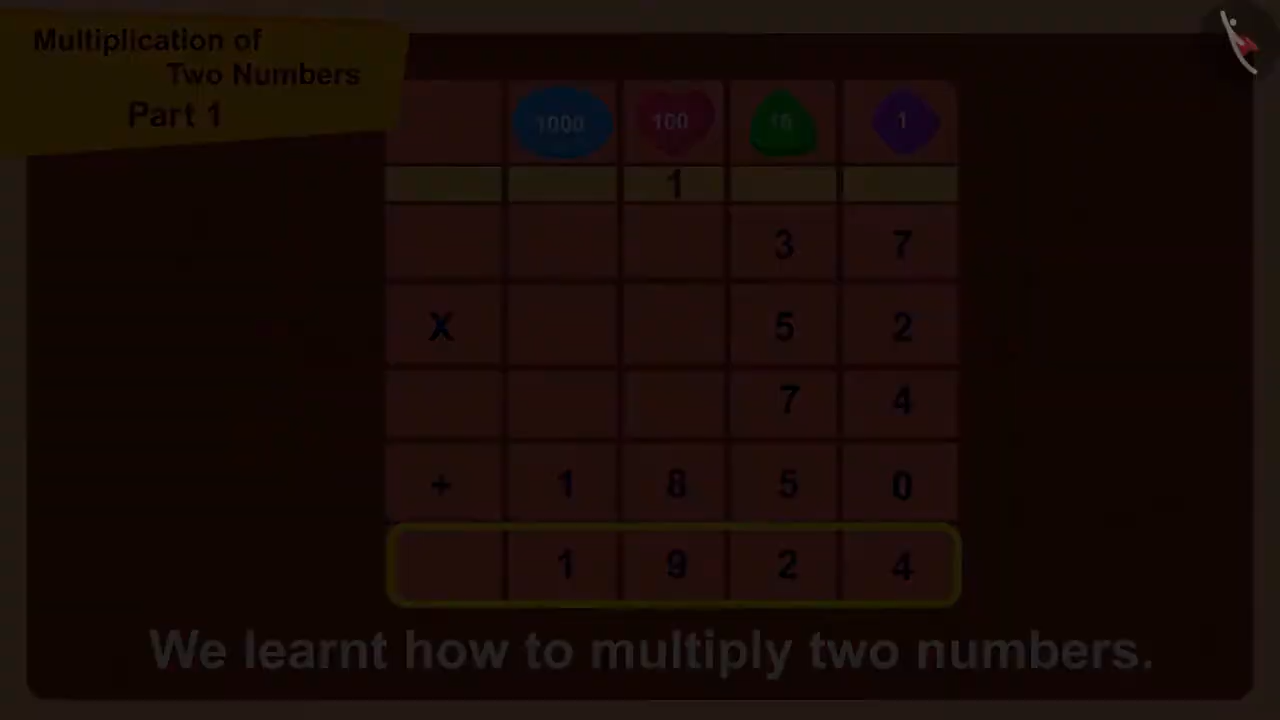 Multiplication of
Two Numbers
Part 1
1000 100 10 1
1
3 7
X 5 2
7 4
+ 1 8 5 0
1 9 2 4
We learnt how to multiply two numbers.